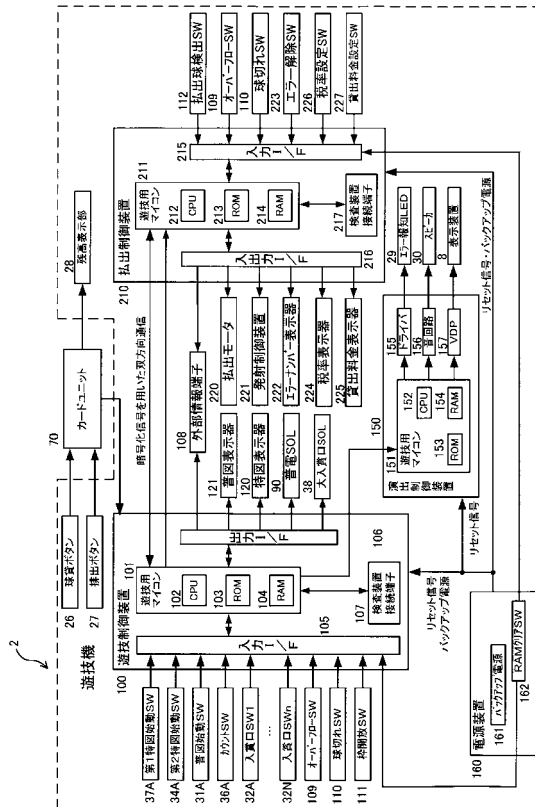 2
遊技機
26
球貸ボタン
27
排出ボタン
70
カードユニット
28
残高表示部
暗号化信号を用いた双方向通信
100
遊技制御装置
101
遊技用マイコン
102
CPU
103
ROM
104
RAM
105
入力I/F
出力I/F
106
107
検査装置接続端子
37A
第1特図始動SW
34A
第2特図始動SW
31A
普図始動SW
36A
カウントSW
32A
入賞口SW1
…
32N
入賞口SWn
109
オーバーフローSW
110
球切れSW
111
枠開放SW
108
外部情報端子
121
普図表示器
120
特図表示器
90
普電SOL
38
大入賞口SOL
210
払出制御装置
211
遊技用マイコン
212
CPU
213
ROM
214
RAM
215
入力I/F
入出力I/F
216
217
検査装置接続端子
112
払出球検出SW
109
オーバーフローSW
110
球切れSW
223
エラー解除SW
226
税率設定SW
227
貸出料金設定SW
220
払出モータ
221
発射制御装置
222
エラーナンバー表示器
224
税率表示器
225
貸出料金表示器
150
演出制御装置
151
遊技用マイコン
152
CPU
153
ROM
154
RAM
155
ドライバ
156
音回路
157
VDP
29
エラー報知LED
30
スピーカ
8
表示装置
リセット信号
リセット信号
バックアップ電源
リセット信号・バックアップ電源
160
電源装置
161
バックアップ電源
162
RAMクリアSW